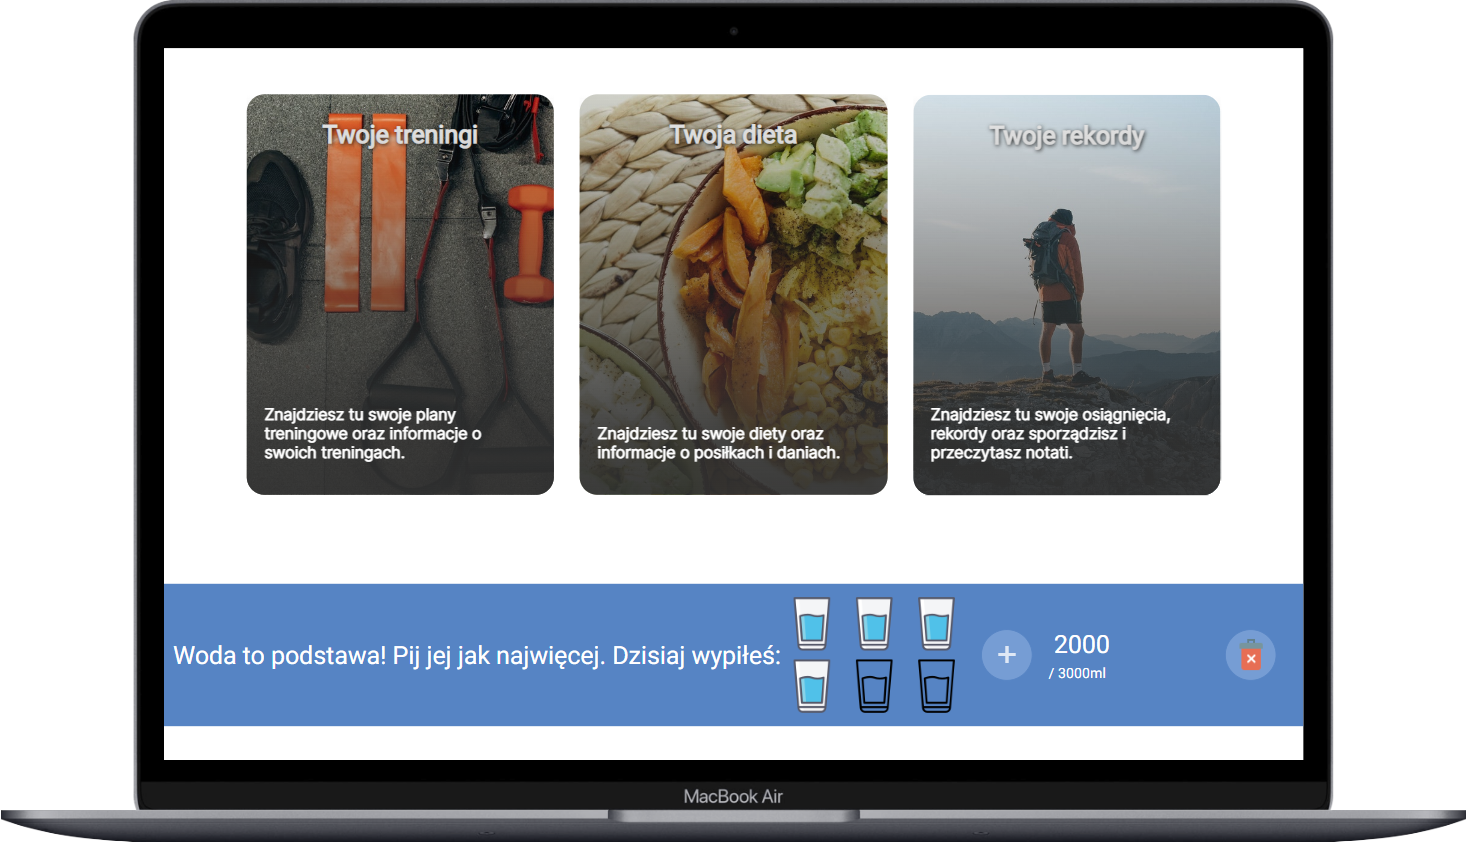 Twoje treningi
Znajdziesz tu swoje plany
treningowe oraz informacje o
swoich treningach.
Twoja dieta
Znajdziesz tu swoje diety oraz
informacje o posiłkach i daniach.
Twoje rekordy
Znajdziesz tu swoje osiągnięcia,
rekordy oraz sporządzisz i
przeczytasz notati.
Woda to podstawa! Pij jej jak najwięcej. Dzisiaj wypiłeś:
+
2000
/ 3000ml
MacBook Air